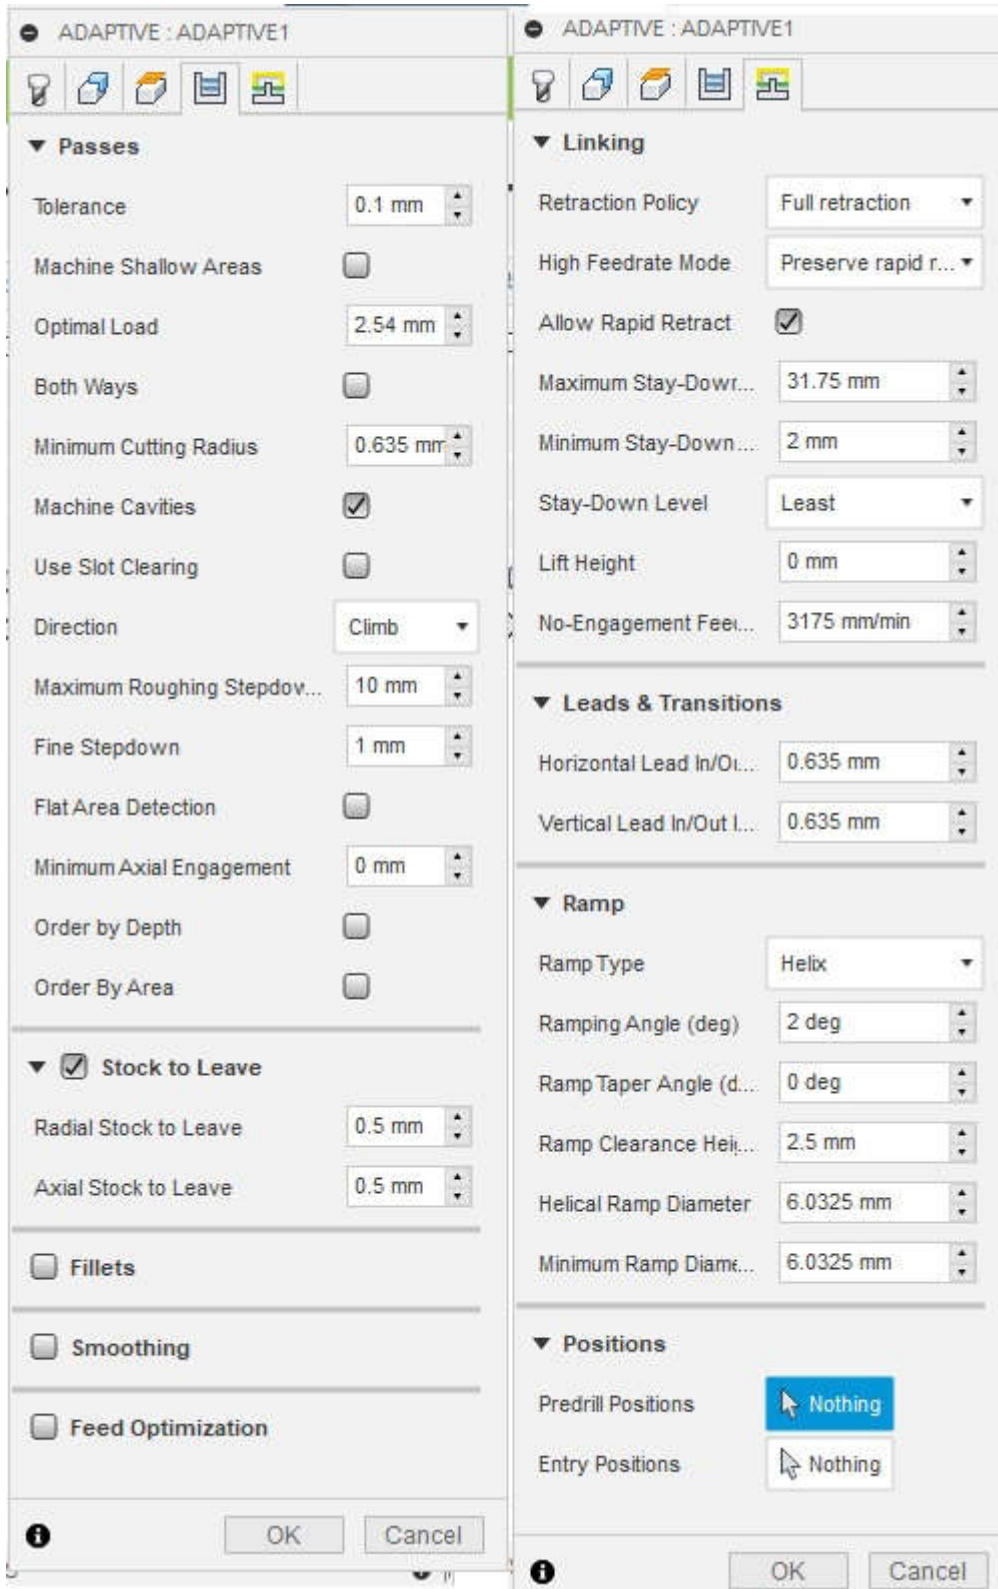 ADAPTIVE : ADAPTIVE1
Passes
Tolerance 0.1 mm
Machine Shallow Areas
Optimal Load 2.54 mm
Both Ways
Minimum Cutting Radius 0.635 mm
Machine Cavities
Use Slot Clearing
Direction Climb
Maximum Roughing Stepdov...  10 mm
Fine Stepdown 1 mm
Flat Area Detection
Minimum Axial Engagement 0 mm
Order by Depth
Order By Area
Stock to Leave
Radial Stock to Leave 0.5 mm
Axial Stock to Leave 0.5 mm
Fillets
Smoothing
Feed Optimization
OK Cancel
ADAPTIVE : ADAPTIVE1
Linking
Retraction Policy Full retraction
High Feedrate Mode Preserve rapid r...
Allow Rapid Retract
Maximum Stay-Dowr... 31.75 mm
Minimum Stay-Down ... 2 mm
Stay-Down Level Least
Lift Height 0 mm
No-Engagement Fee... 3175 mm/min
Leads & Transitions
Horizontal Lead In/Ou... 0.635 mm
Vertical Lead In/Out I... 0.635 mm
Ramp
Ramp Type Helix
Ramping Angle (deg) 2 deg
Ramp Taper Angle (d... 0 deg
Ramp Clearance Hei... 2.5 mm
Helical Ramp Diameter 6.0325 mm
Minimum Ramp Diame... 6.0325 mm
Positions
Predrill Positions Nothing
Entry Positions Nothing
OK Cancel